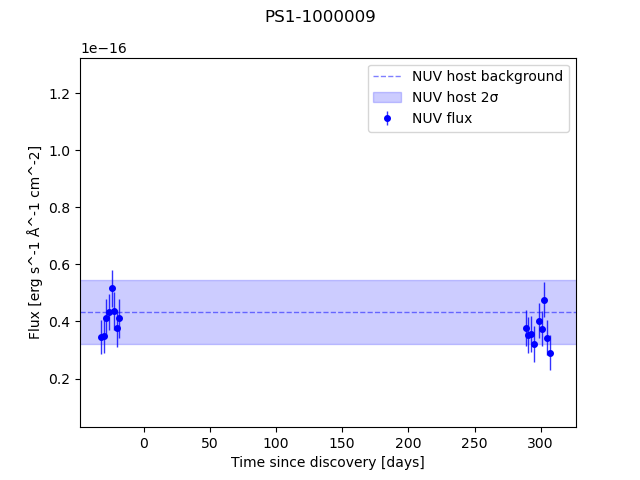 PS1-1000009
1e−16
NUV host background
NUV host 2σ
NUV flux
1.2
1.0
0.8
0.6
0.4
0.2
Flux [erg s^-1 Å^-1 cm^-2]
0
50
100
150
200
250
300
Time since discovery [days]